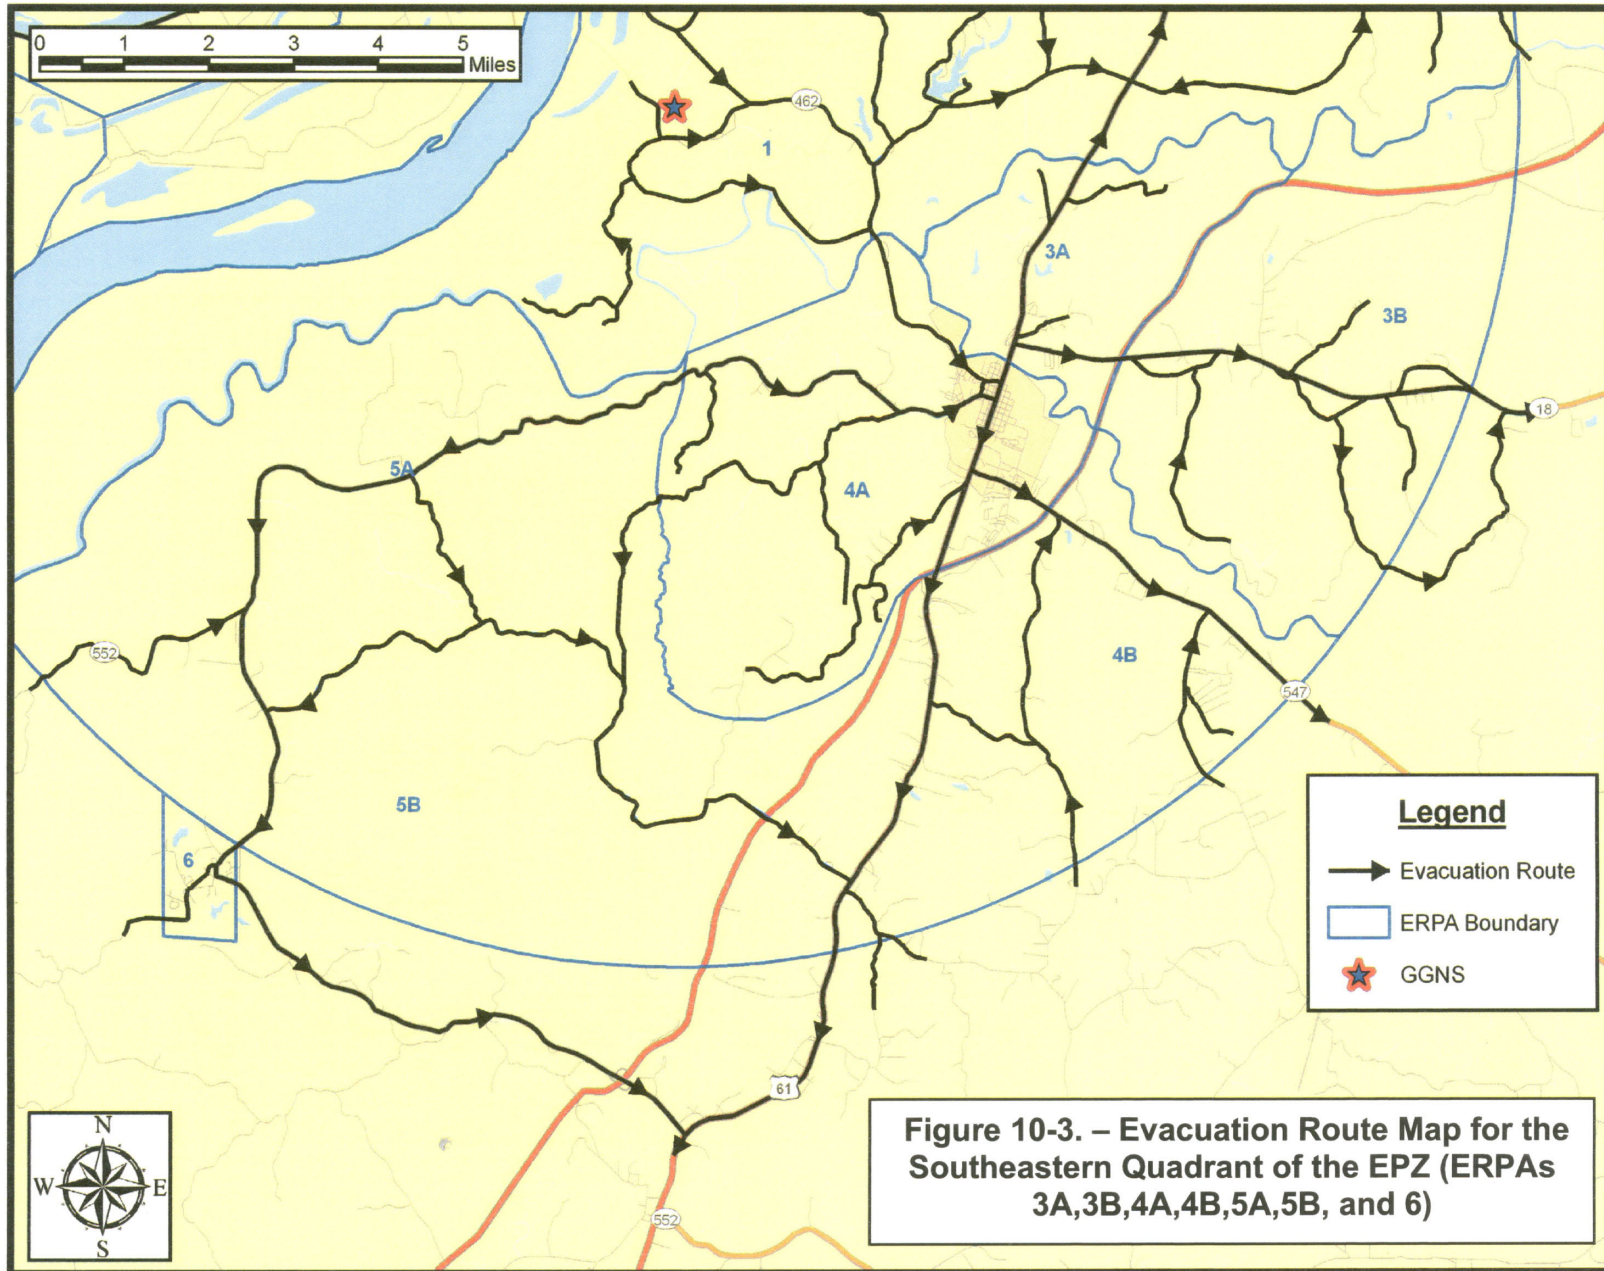 0 1 2 3 4 5
Miles
462
1
3A
3B
18
5A
4A
552
4B
547
5B
6
61
552
Legend
Evacuation Route
ERPA Boundary
GGNS
N
W E
S
Figure 10-3. – Evacuation Route Map for the
Southeastern Quadrant of the EPZ (ERPAs
3A,3B,4A,4B,5A,5B, and 6)